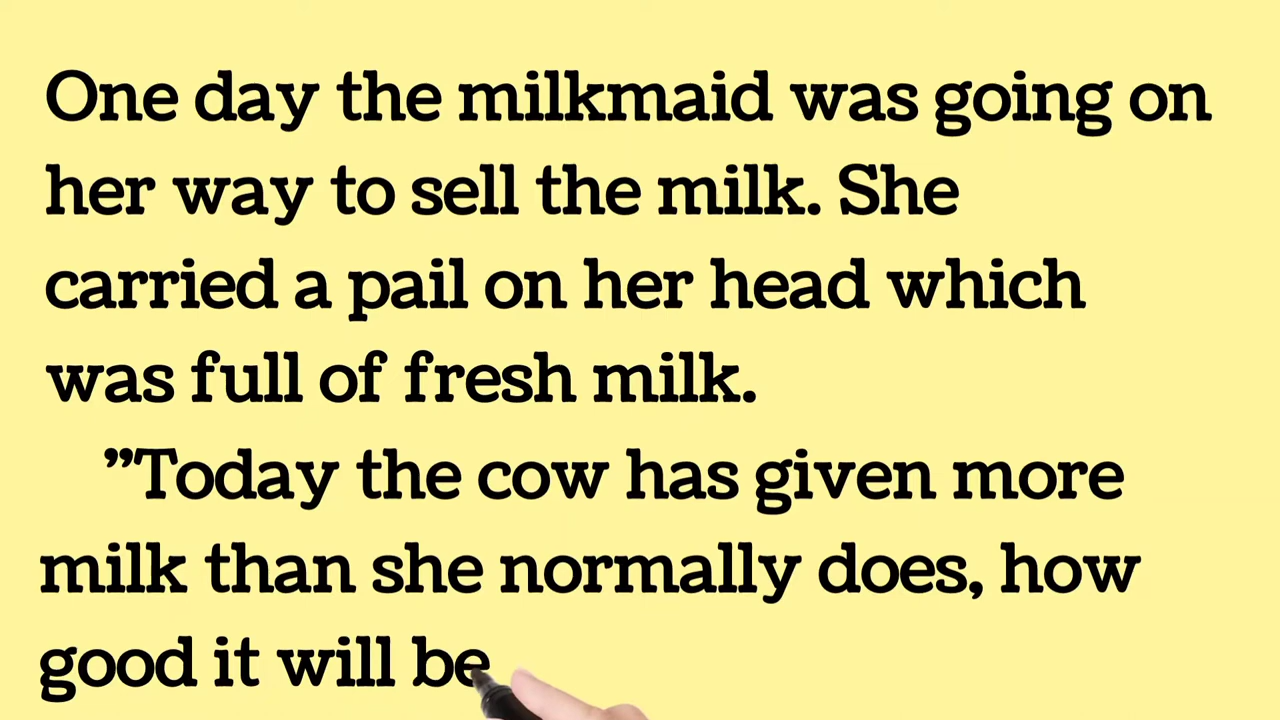 One day the milkmaid was going on
her way to sell the milk. She
carried a pail on her head which
was full of fresh milk.
”Today the cow has given more
milk than she normally does, how
good it will be